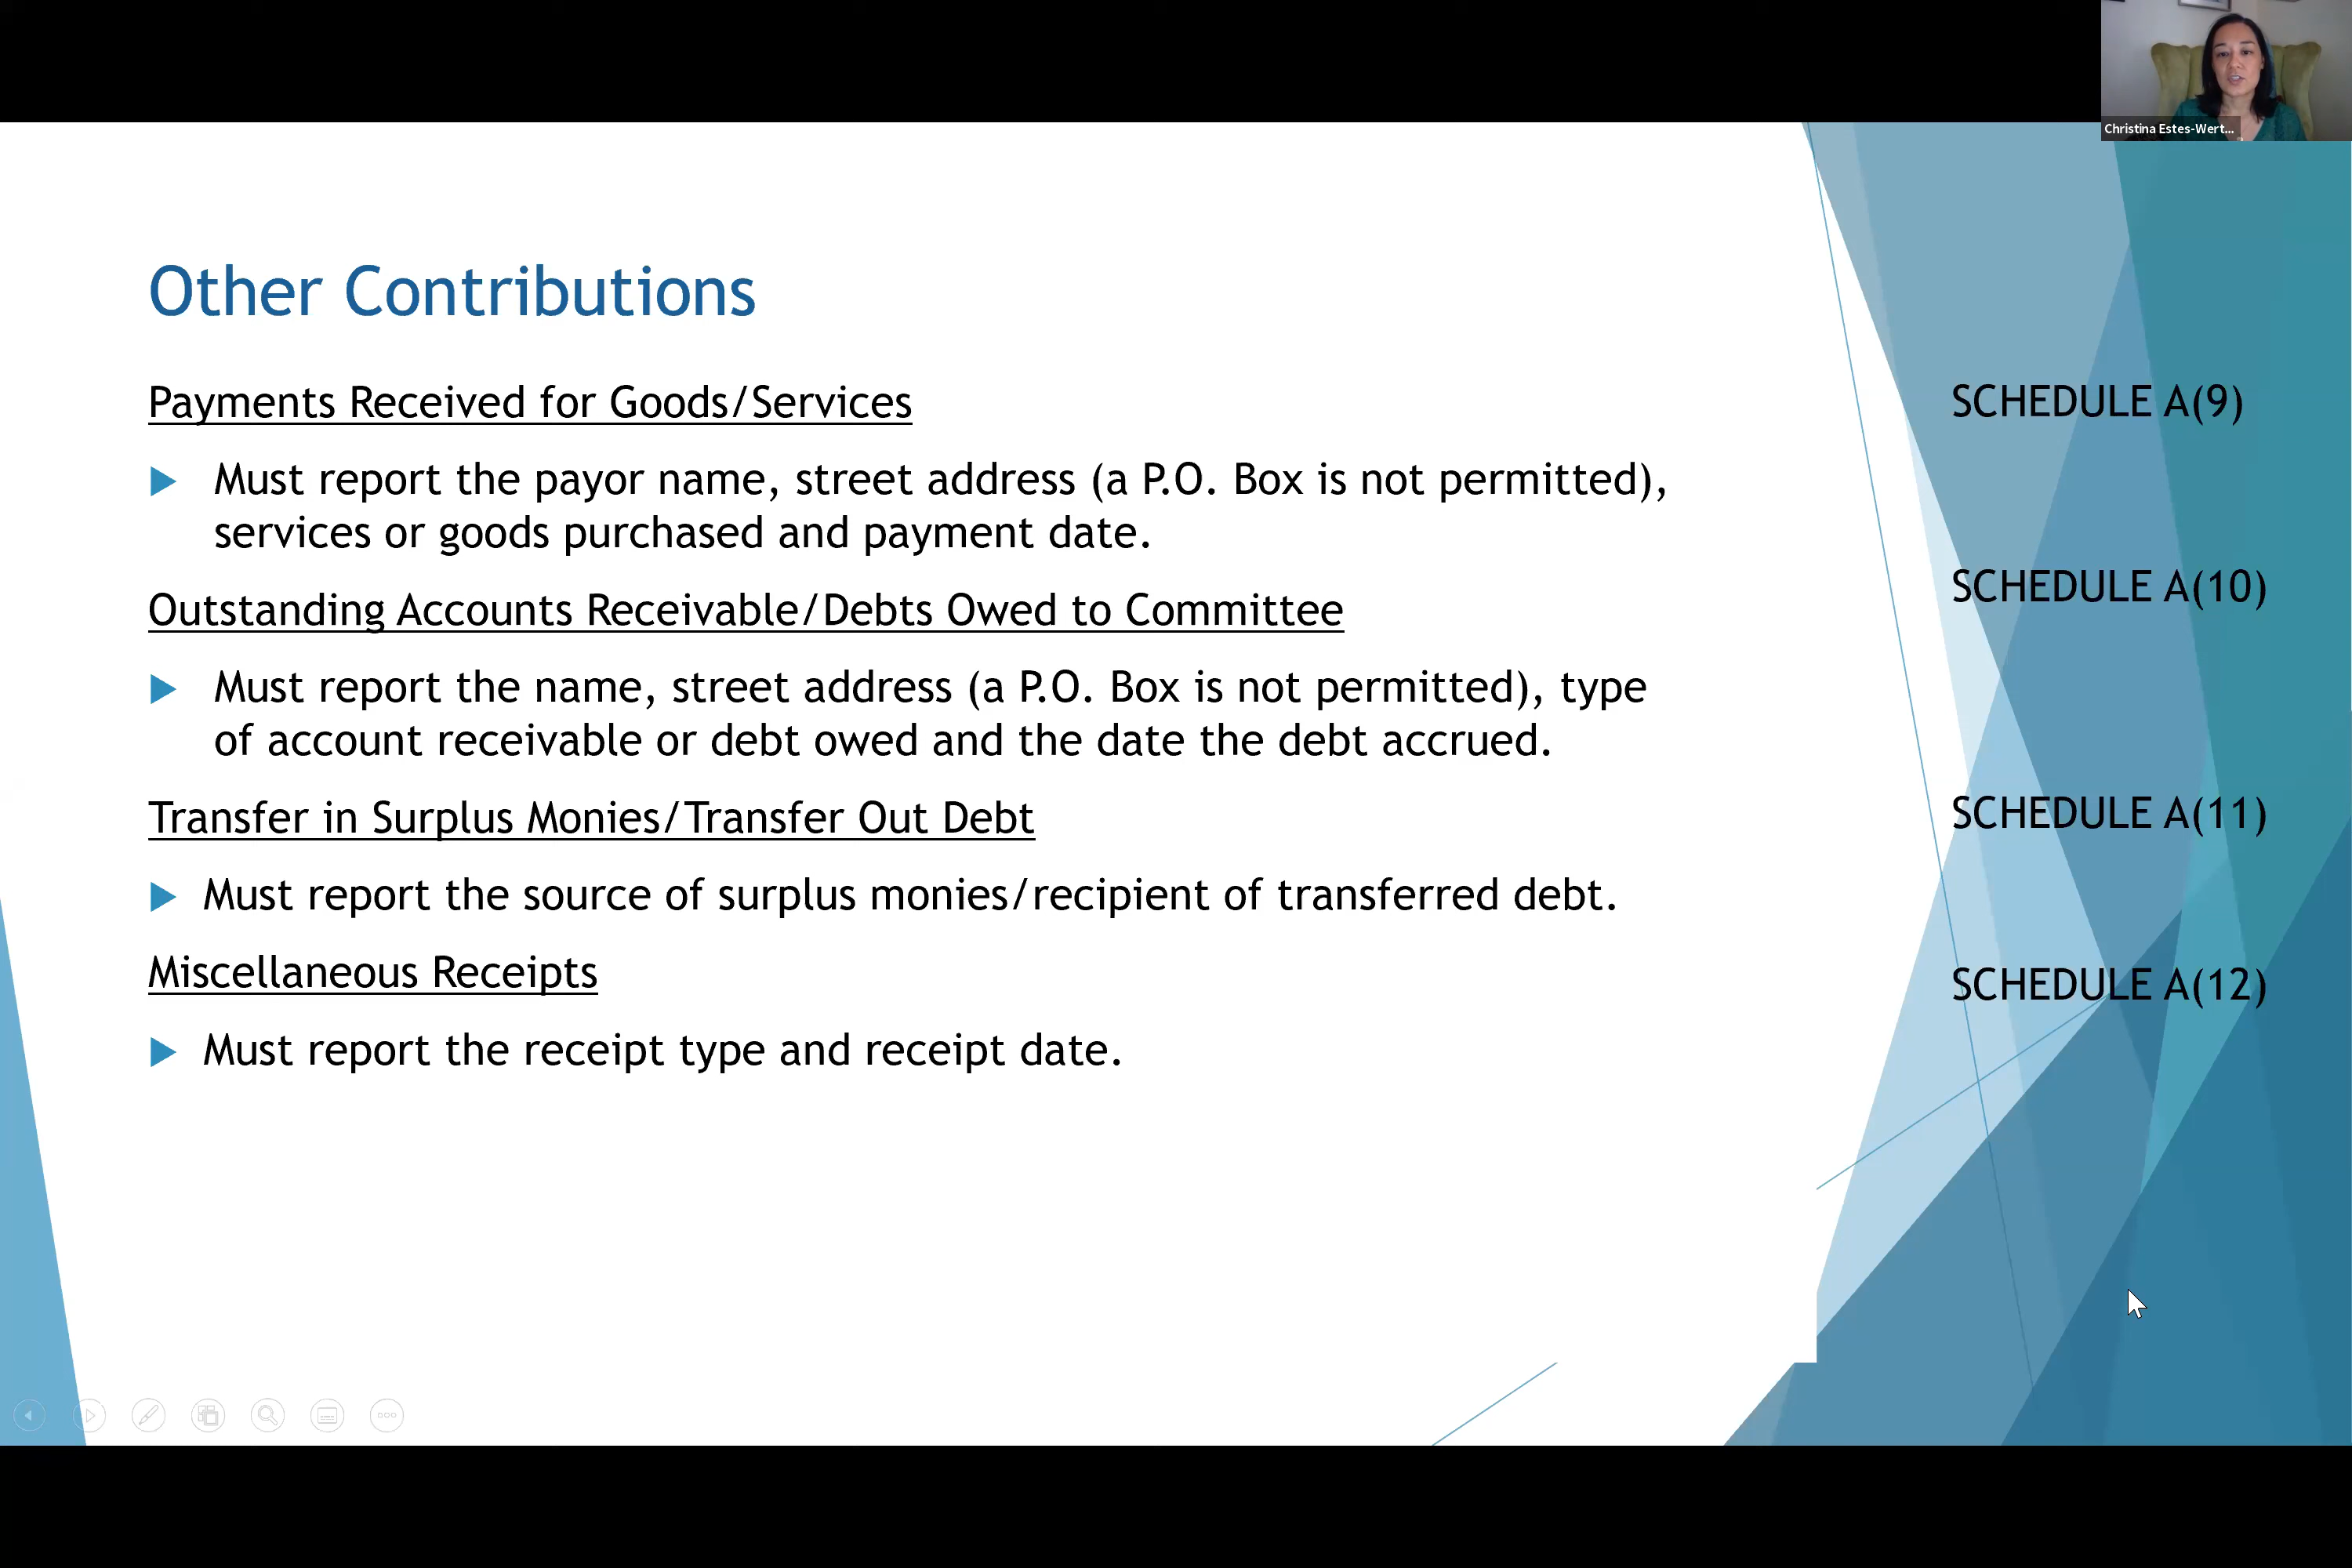 Christina Estes-Wert...
Other Contributions
Payments Received for Goods/Services
SCHEDULE A(9)
Must report the payor name, street address (a P.O. Box is not permitted),
services or goods purchased and payment date.
Outstanding Accounts Receivable/Debts Owed to Committee
SCHEDULE A(10)
Must report the name, street address (a P.O. Box is not permitted), type
of account receivable or debt owed and the date the debt accrued.
Transfer in Surplus Monies/Transfer Out Debt
SCHEDULE A(11)
Must report the source of surplus monies/recipient of transferred debt.
Miscellaneous Receipts
SCHEDULE A(12)
Must report the receipt type and receipt date.